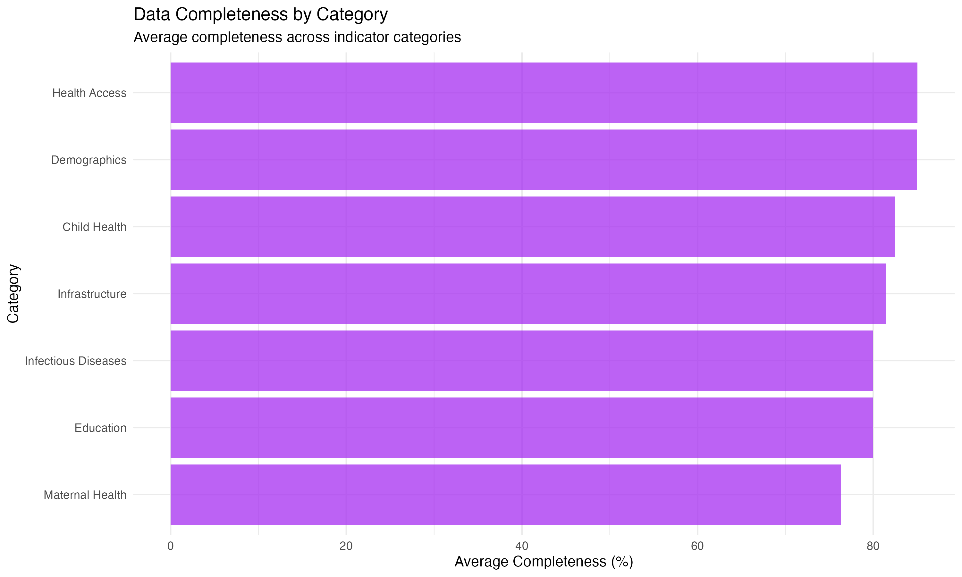 Data Completeness by Category
Average completeness across indicator categories
Category
Health Access
Demographics
Child Health
Infrastructure
Infectious Diseases
Education
Maternal Health
0 20 40 60 80
Average Completeness (%)